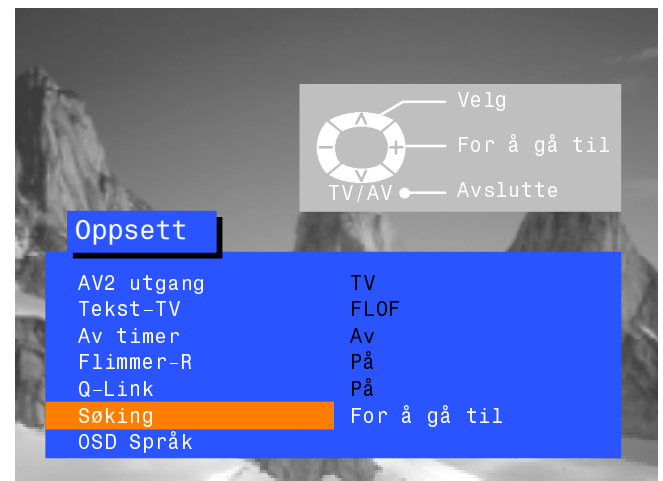 Velg
For å gå til
TV/AV Avslutte
Oppsett
AV2 utgang TV
Tekst-TV FLOF
Av timer Av
Flimmer-R På
Q-Link På
Søking For å gå til
OSD Språk